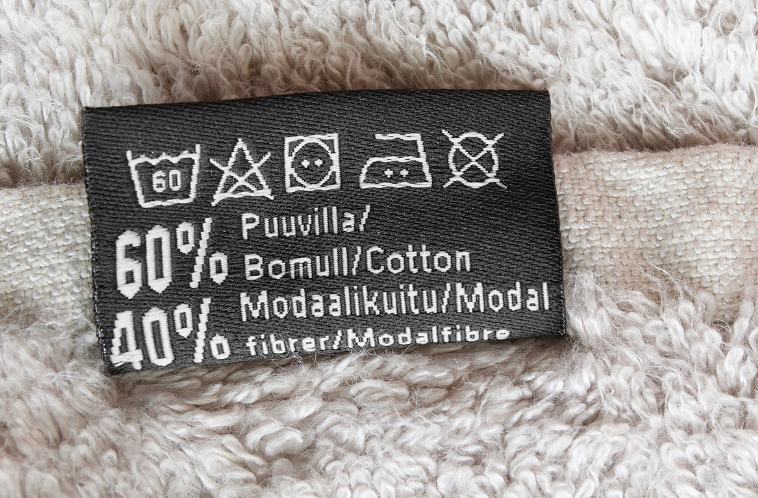 60
60% Puuvilla/
Bomull/Cotton
40% Modaalikuitu/Modal
fibrer/Modalfibre